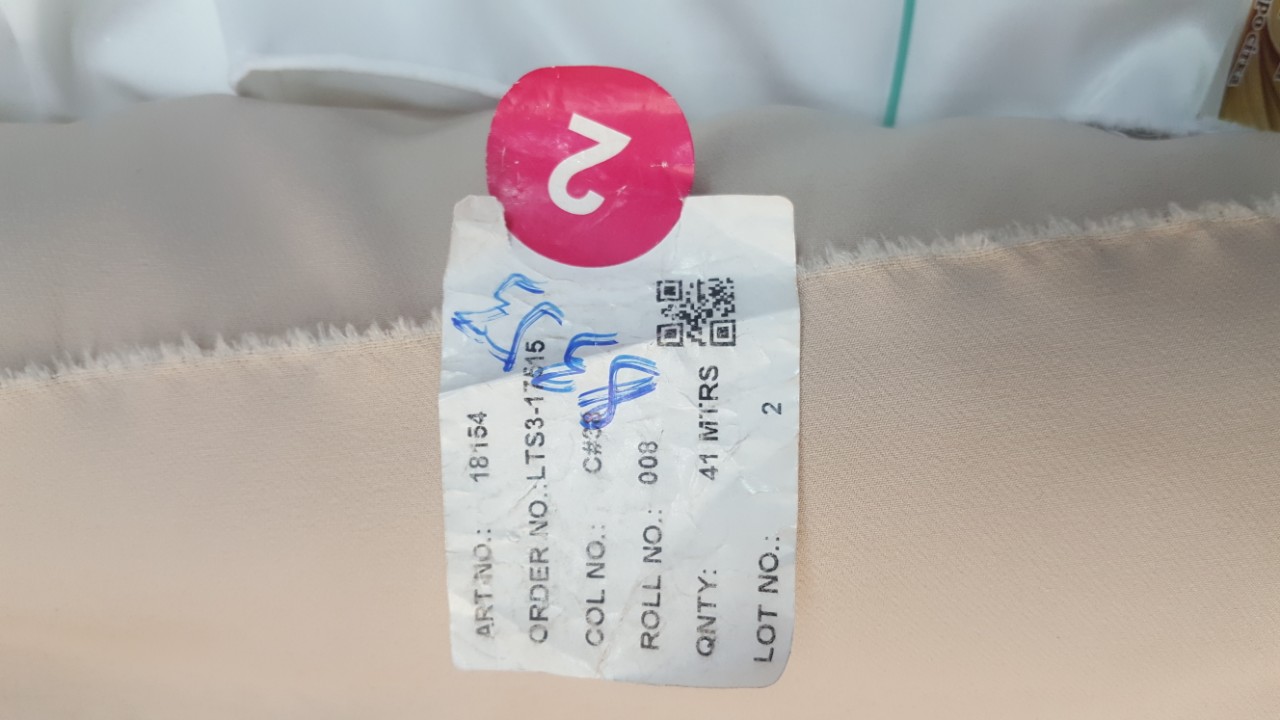 2
ART.NO.: 18154
ORDER NO.:LTS3-17515
COL NO.: C#38
ROLL NO.: 008
QNTY: 41 MTRS
LOT NO.: 2